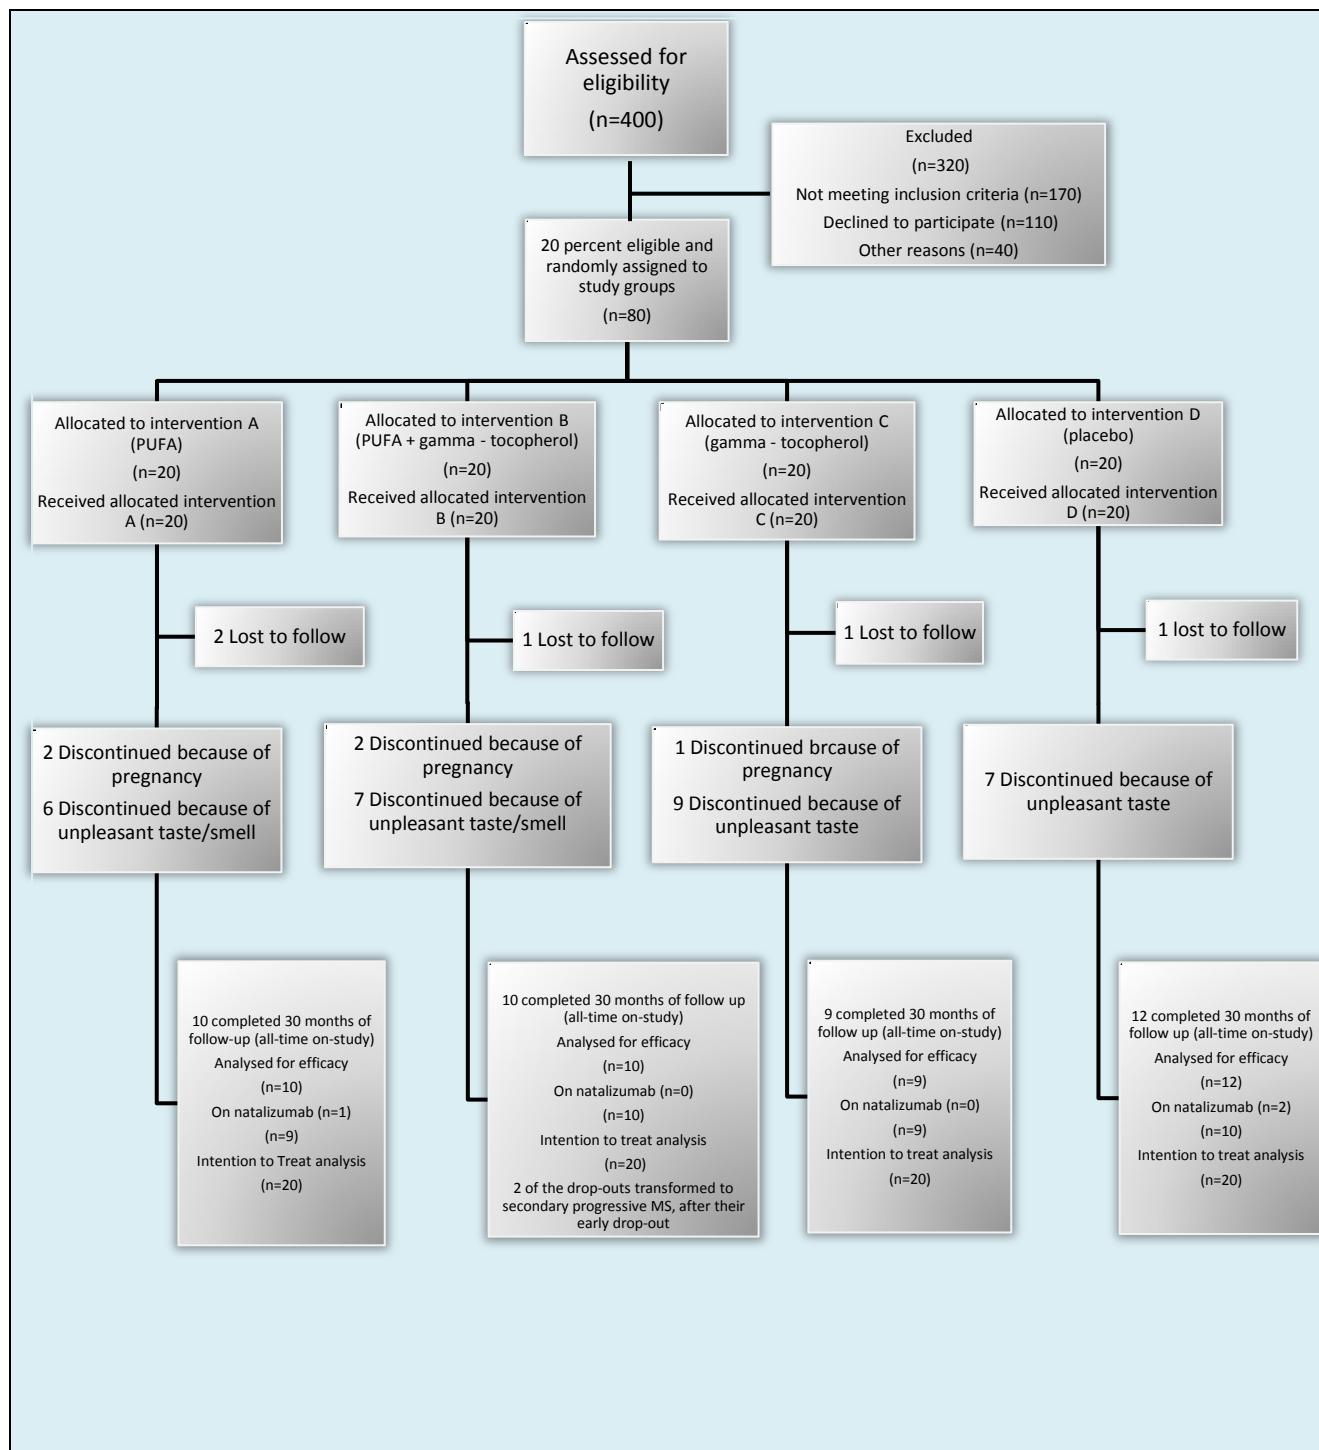 Assessed for
eligibility
(n=400)
Excluded
(n=320)
Not meeting inclusion criteria (n=170)
Declined to participate (n=110)
Other reasons (n=40)
20 percent eligible and
randomly assigned to
study groups
(n=80)
Allocated to intervention A
(PUFA)
(n=20)
Received allocated intervention
A (n=20)
Allocated to intervention B
(PUFA + gamma - tocopherol)
(n=20)
Received allocated intervention
B (n=20)
Allocated to intervention C
(gamma - tocopherol)
(n=20)
Received allocated intervention
C (n=20)
Allocated to intervention D
(placebo)
(n=20)
Received allocated intervention
D (n=20)
2 Lost to follow
1 Lost to follow
1 Lost to follow
1 lost to follow
2 Discontinued because of
pregnancy
6 Discontinued because of
unpleasant taste/smell
2 Discontinued because of
pregnancy
7 Discontinued because of
unpleasant taste/smell
1 Discontinued brcause of
pregnancy
9 Discontinued because of
unpleasant taste
7 Discontinued because of
unpleasant taste
10 completed 30 months of
follow-up (all-time on-study)
Analysed for efficacy
(n=10)
On natalizumab (n=1)
(n=9)
Intention to Treat analysis
(n=20)
10 completed 30 months of follow up
(all-time on-study)
Analysed for efficacy
(n=10)
On natalizumab (n=0)
(n=10)
Intention to treat analysis
(n=20)
2 of the drop-outs transformed to
secondary progressive MS, after their
early drop-out
9 completed 30 months of
follow up (all-time on-study)
Analysed for efficacy
(n=9)
On natalizumab (n=0)
(n=9)
Intention to treat analysis
(n=20)
12 completed 30 months of
follow up (all-time on-study)
Analysed for efficacy
(n=12)
On natalizumab (n=2)
(n=10)
Intention to treat analysis
(n=20)